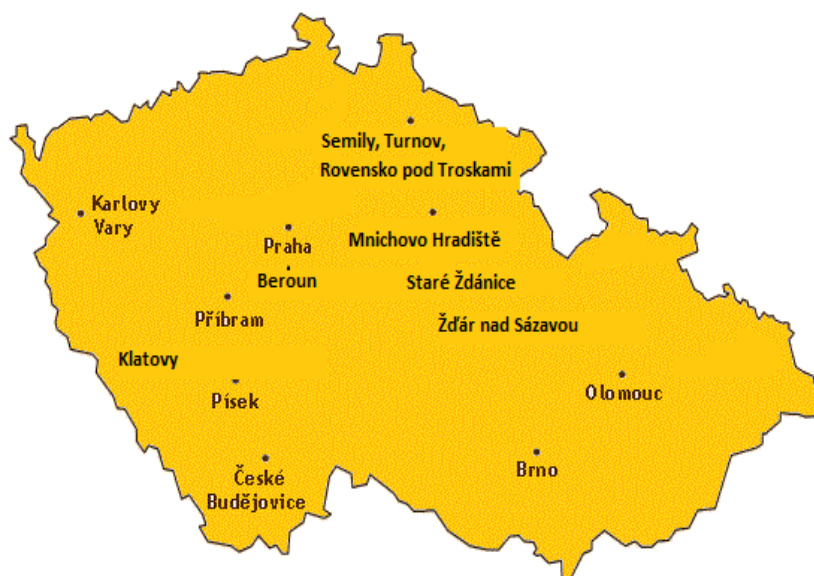 Semily, Turnov,
Rovensko pod Troskami
Karlovy
Vary
Praha
Mnichovo Hradiště
Beroun
Staré Ždánice
Příbram
Žďár nad Sázavou
Klatovy
Písek
Olomouc
Brno
České
Budějovice